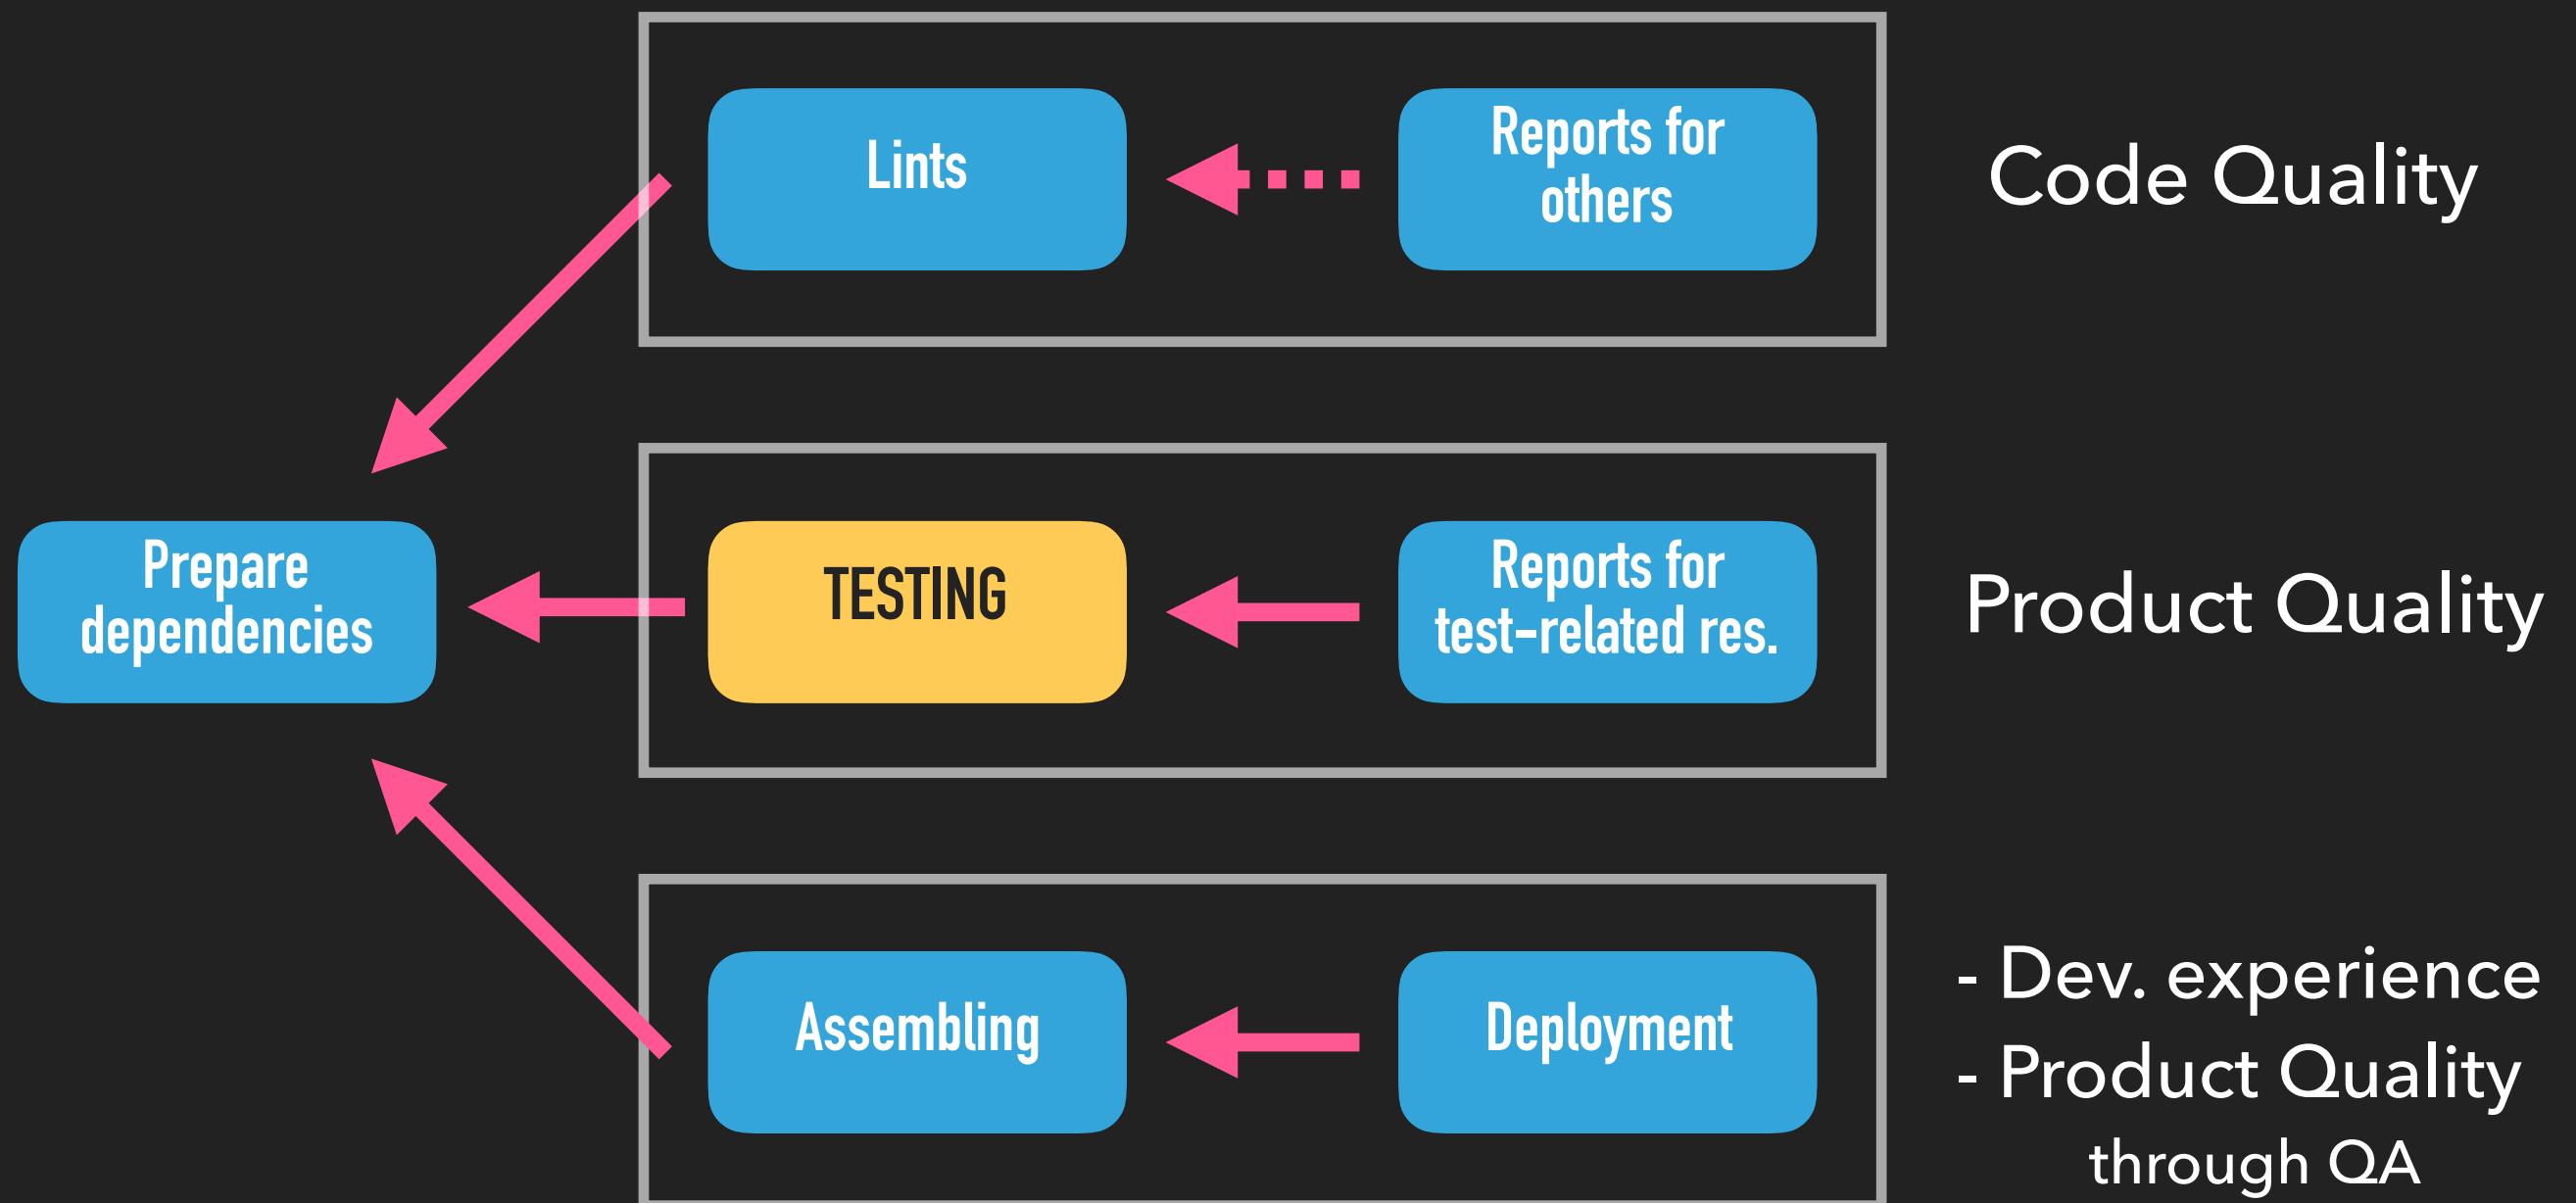 Lints
Reports for
others
Code Quality
Prepare
dependencies
TESTING
Reports for
test-related res.
Product Quality
Assembling
Deployment
- Dev. experience
- Product Quality
through QA